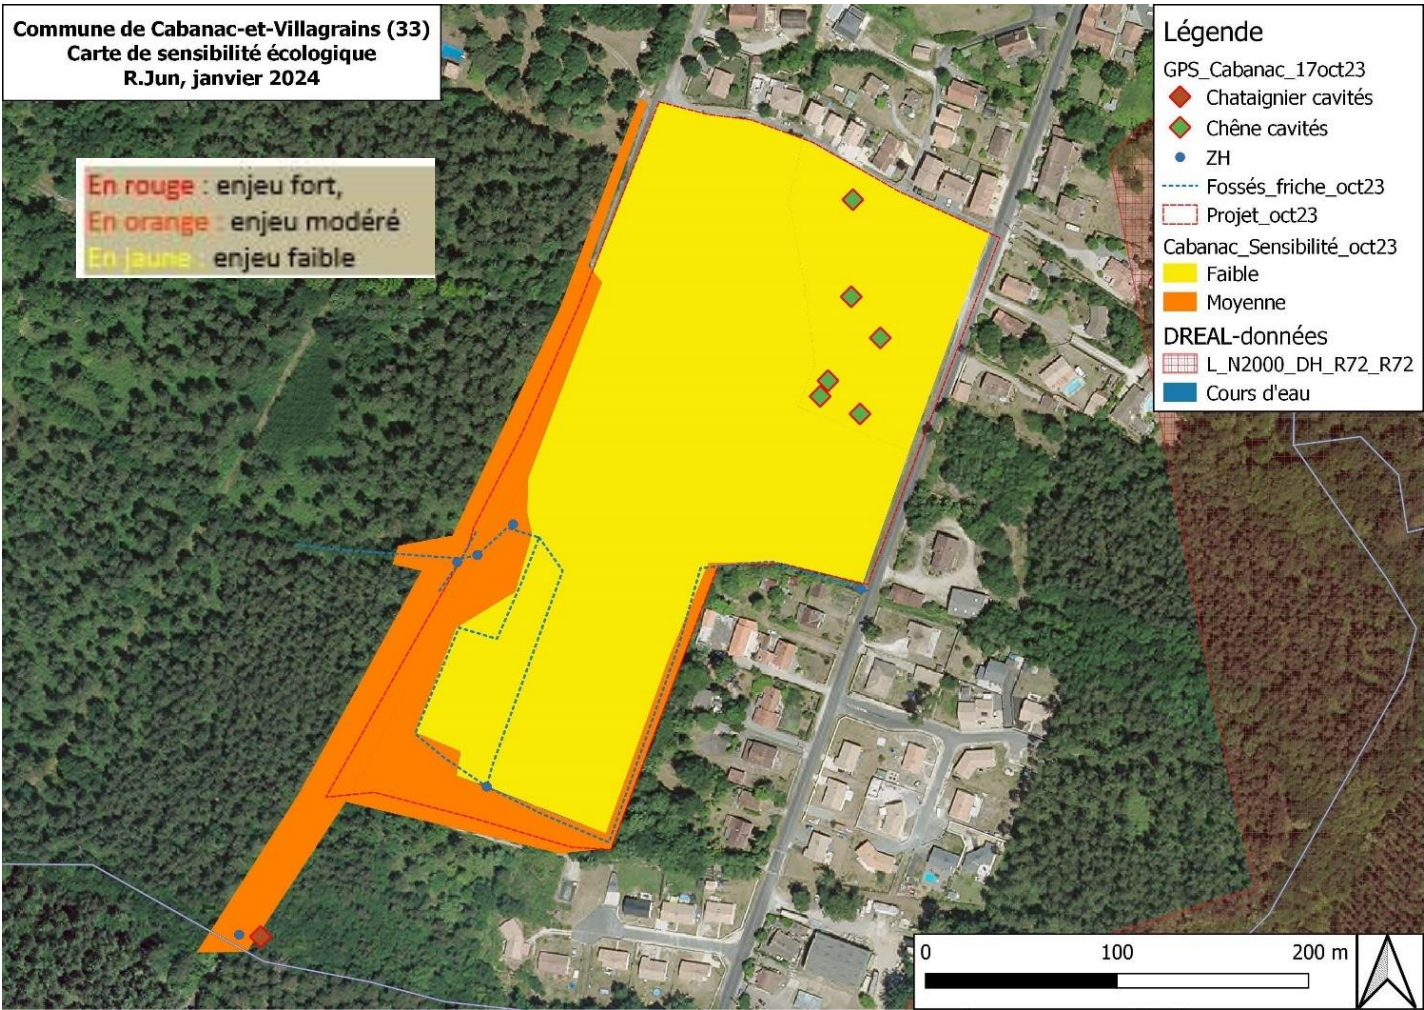 Commune de Cabanac-et-Villagrains (33)
Carte de sensibilité écologique
R.Jun, janvier 2024
En rouge : enjeu fort,
En orange : enjeu modéré
En jaune : enjeu faible
Légende
GPS_Cabanac_17oct23
Chataignier cavités
Chêne cavités
ZH
Fossés_friche_oct23
Projet_oct23
Cabanac_Sensibilité_oct23
Faible
Moyenne
DREAL-données
L_N2000_DH_R72_R72
Cours d'eau
0 100 200 m